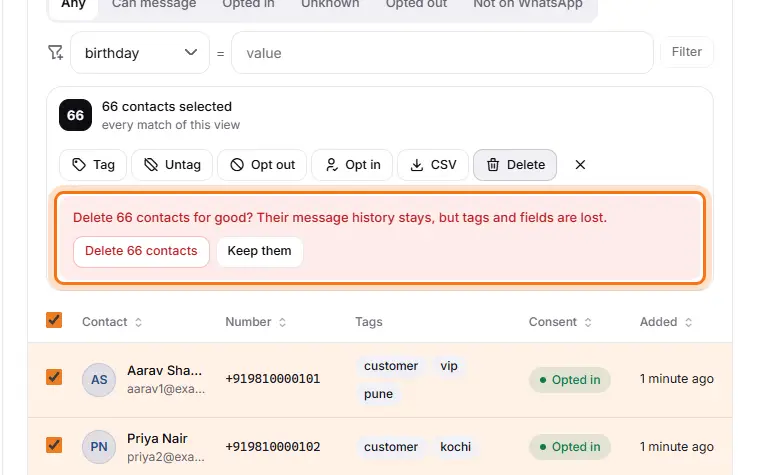 Any Can message Opted in Unknown Opted out Not on WhatsApp
birthday = value Filter
66 66 contacts selected
every match of this view
Tag Untag Opt out Opt in CSV Delete
Delete 66 contacts for good? Their message history stays, but tags and fields are lost.
Delete 66 contacts Keep them
Contact Number Tags Consent Added
AS Aarav Sha... +919810000101 customer vip Opted in 1 minute ago
aarav1@exa... pune
PN Priya Nair +919810000102 customer kochi Opted in 1 minute ago
priya2@exa...